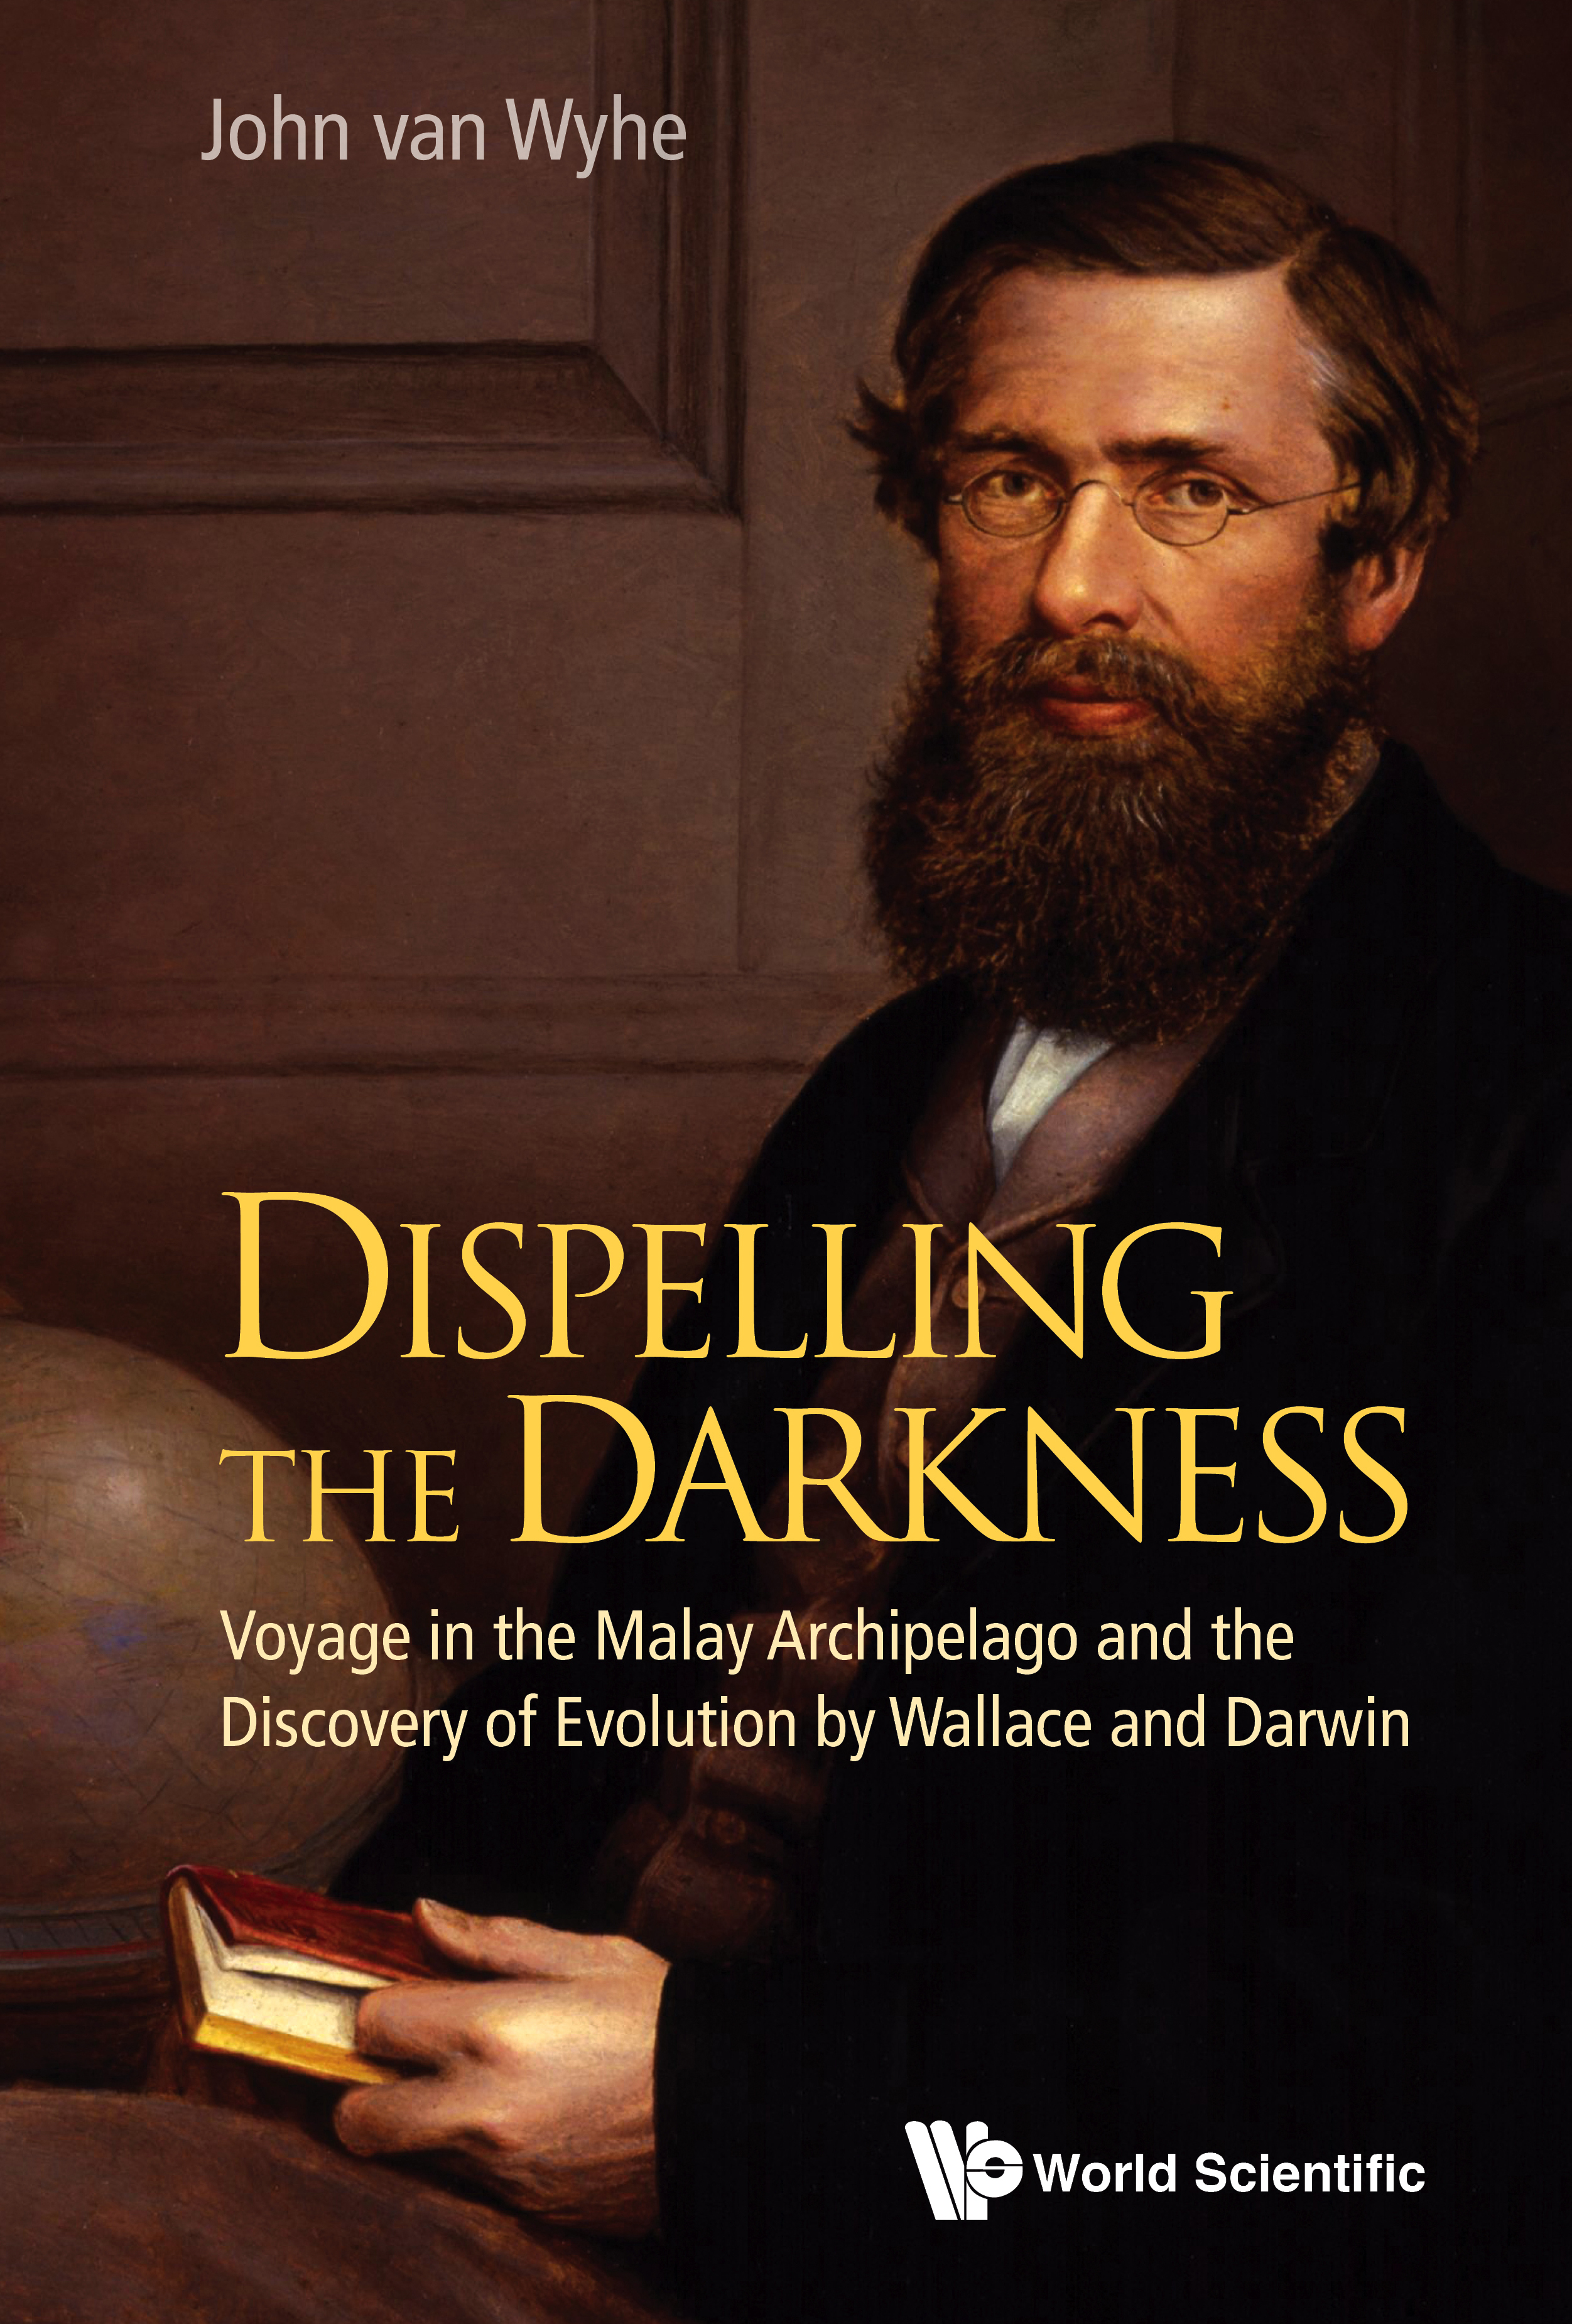 John van Wyhe
DISPELLING
THE DARKNESS
Voyage in the Malay Archipelago and the
Discovery of Evolution by Wallace and Darwin
World Scientific